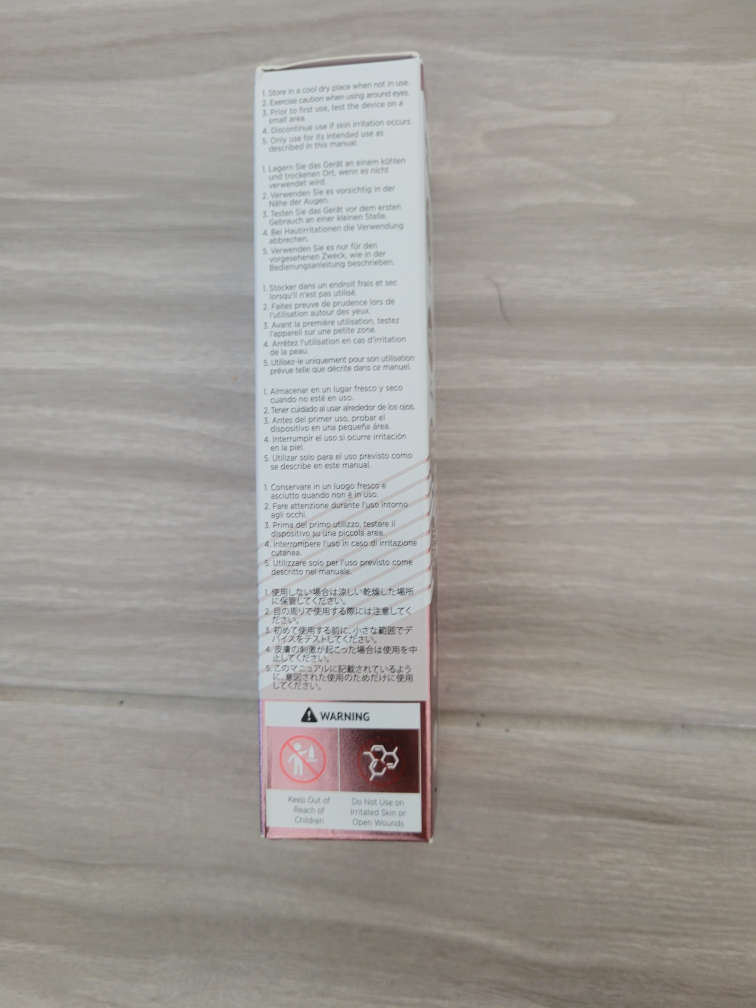 1. Store in a cool dry place when not in use.
2. Exercise caution when using around eyes.
3. Prior to first use, test the device on a
small area.
4. Discontinue use if skin irritation occurs.
5. Only use for its intended use as
described in this manual.
1. Lagern Sie das Gerät an einem kühlen
und trockenen Ort, wenn es nicht
verwendet wird.
2. Verwenden Sie es vorsichtig in der
Nähe der Augen.
3. Testen Sie das Gerät vor dem ersten
Gebrauch an einer kleinen Stelle.
4. Bei Hautirritationen die Verwendung
abbrechen.
5. Verwenden Sie es nur für den
vorgesehenen Zweck, wie in der
Bedienungsanleitung beschrieben.
1. Stocker dans un endroit frais et sec
lorsqu'il n'est pas utilisé.
2. Faites preuve de prudence lors de
l'utilisation autour des yeux.
3. Avant la première utilisation, testez
l'appareil sur une petite zone.
4. Arrêtez l'utilisation en cas d'irritation
de la peau.
5. Utilisez-le uniquement pour son utilisation
prévue telle que décrite dans ce manuel.
1. Almacenar en un lugar fresco y seco
cuando no esté en uso.
2. Tener cuidado al usar alrededor de los ojos.
3. Antes del primer uso, probar el
dispositivo en una pequeña área.
4. Interrumpir el uso si ocurre irritación
en la piel.
5. Utilizar solo para el uso previsto como
se describe en este manual.
1. Conservare in un luogo fresco e
asciutto quando non è in uso.
2. Fare attenzione durante l'uso intorno
agli occhi.
3. Prima del primo utilizzo, testare il
dispositivo su una piccola area.
4. Interrompere l'uso in caso di irritazione
cutanea.
5. Utilizzare solo per l'uso previsto come
descritto nel manuale.
1. 使用しない場合は涼しい乾燥した場所
に保管してください。
2. 目の周りで使用する際には注意してく
ださい。
3. 初めて使用する前に、小さな範囲でデ
バイスをテストしてください。
4. 皮膚の刺激が起こった場合は使用を中
止してください。
5. このマニュアルに記載されているよう
に、意図された使用のためだけに使用
してください。
WARNING
Keep Out of
Reach of
Children
Do Not Use on
Irritated Skin or
Open Wounds